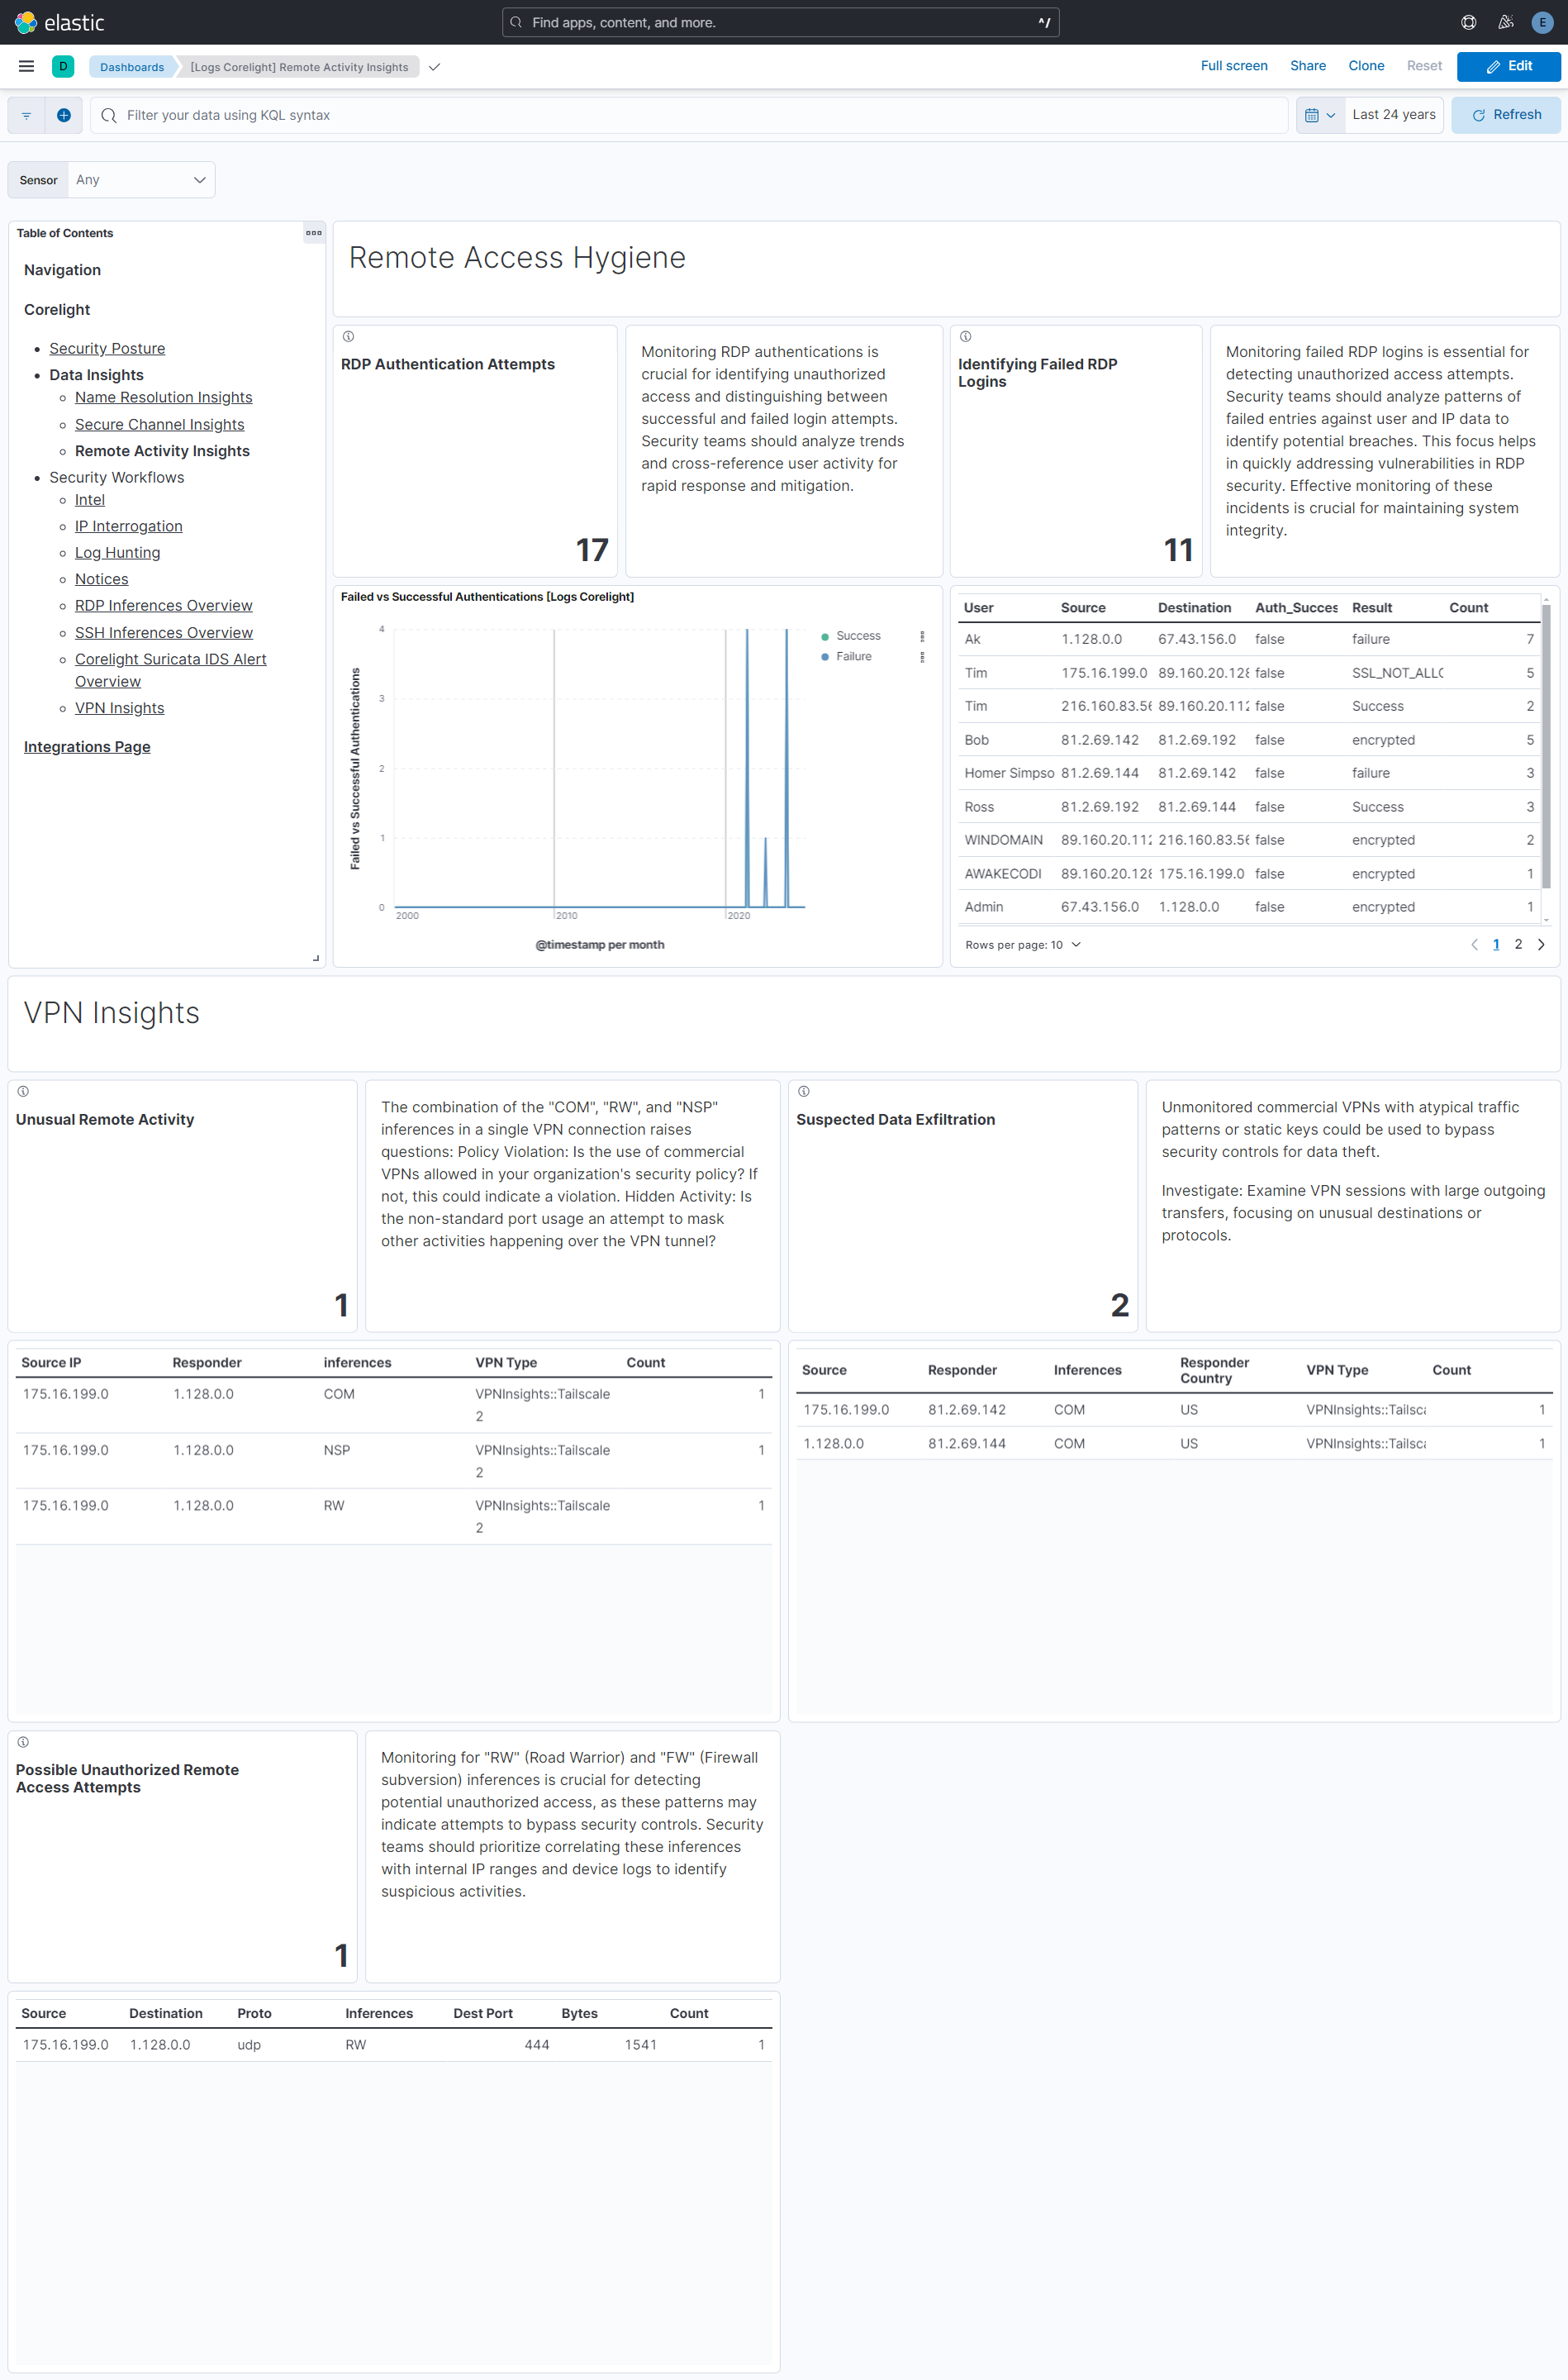 elastic
Find apps, content, and more.
^/
E
D
Dashboards
[Logs Corelight] Remote Activity Insights
Full screen
Share
Clone
Reset
Edit
Filter your data using KQL syntax
Last 24 years
Refresh
Sensor
Any
Table of Contents
Navigation
Corelight
Security Posture
Data Insights
Name Resolution Insights
Secure Channel Insights
Remote Activity Insights
Security Workflows
Intel
IP Interrogation
Log Hunting
Notices
RDP Inferences Overview
SSH Inferences Overview
Corelight Suricata IDS Alert
Overview
VPN Insights
Integrations Page
Remote Access Hygiene
RDP Authentication Attempts
17
Monitoring RDP authentications is
crucial for identifying unauthorized
access and distinguishing between
successful and failed login attempts.
Security teams should analyze trends
and cross-reference user activity for
rapid response and mitigation.
Identifying Failed RDP
Logins
11
Monitoring failed RDP logins is essential for
detecting unauthorized access attempts.
Security teams should analyze patterns of
failed entries against user and IP data to
identify potential breaches. This focus helps
in quickly addressing vulnerabilities in RDP
security. Effective monitoring of these
incidents is crucial for maintaining system
integrity.
Failed vs Successful Authentications [Logs Corelight]
Failed vs Successful Authentications
4
3
2
1
0
2000
2010
2020
@timestamp per month
Success
Failure
User Source Destination Auth_Succes Result Count
Ak 1.128.0.0 67.43.156.0 false failure 7
Tim 175.16.199.0 89.160.20.128 false SSL_NOT_ALLO 5
Tim 216.160.83.56 89.160.20.112 false Success 2
Bob 81.2.69.142 81.2.69.192 false encrypted 5
Homer Simpso 81.2.69.144 81.2.69.142 false failure 3
Ross 81.2.69.192 81.2.69.144 false Success 3
WINDOMAIN 89.160.20.112 216.160.83.56 false encrypted 2
AWAKECODI 89.160.20.128 175.16.199.0 false encrypted 1
Admin 67.43.156.0 1.128.0.0 false encrypted 1
Rows per page: 10
1 2
VPN Insights
Unusual Remote Activity
1
The combination of the "COM", "RW", and "NSP"
inferences in a single VPN connection raises
questions: Policy Violation: Is the use of commercial
VPNs allowed in your organization's security policy? If
not, this could indicate a violation. Hidden Activity: Is
the non-standard port usage an attempt to mask
other activities happening over the VPN tunnel?
Suspected Data Exfiltration
2
Unmonitored commercial VPNs with atypical traffic
patterns or static keys could be used to bypass
security controls for data theft.
Investigate: Examine VPN sessions with large outgoing
transfers, focusing on unusual destinations or
protocols.
Source IP Responder inferences VPN Type Count
175.16.199.0 1.128.0.0 COM VPNInsights::Tailscale 1
2
175.16.199.0 1.128.0.0 NSP VPNInsights::Tailscale 1
2
175.16.199.0 1.128.0.0 RW VPNInsights::Tailscale 1
2
Source Responder Inferences Responder Country VPN Type Count
175.16.199.0 81.2.69.142 COM US VPNInsights::Tailsca 1
1.128.0.0 81.2.69.144 COM US VPNInsights::Tailsca 1
Possible Unauthorized Remote
Access Attempts
1
Monitoring for "RW" (Road Warrior) and "FW" (Firewall
subversion) inferences is crucial for detecting
potential unauthorized access, as these patterns may
indicate attempts to bypass security controls. Security
teams should prioritize correlating these inferences
with internal IP ranges and device logs to identify
suspicious activities.
Source Destination Proto Inferences Dest Port Bytes Count
175.16.199.0 1.128.0.0 udp RW 444 1541 1